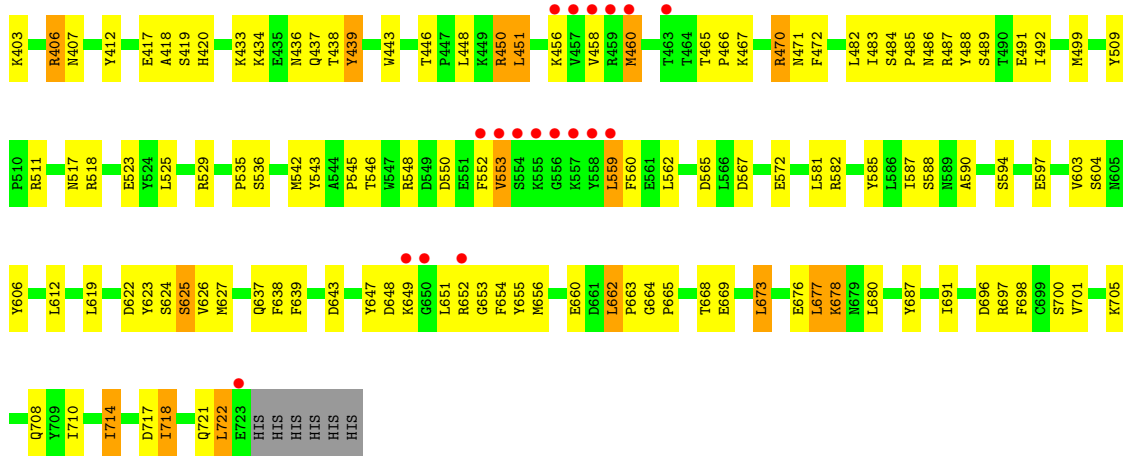 K403 R406 N407 Y412 E417 A418 S419 H420 K433 K434 E435 N436 Q437 T438 Y439 W443 T446 P447 L448 K449 R450 L451 K456 V457 V458 R459 M460 T463 T464 T465 P466 K467 R470 N471 F472 L482 I483 S484 P485 N486 R487 Y488 S489 T490 E491 I492 M499 Y509
P510 R511 N517 R518 E523 Y524 L525 R529 P535 S536 M542 Y543 A544 P545 T546 W547 R548 D549 D550 E551 F552 V553 S554 K555 G556 K557 Y558 L559 F560 E561 L562 D565 L566 D567 E572 L581 R582 Y585 L586 I587 S588 N589 A590 S594 E597 V603 S604 N605
Y606 L612 L619 D622 Y623 S624 S625 V626 M627 Q637 F638 F639 D643 Y647 D648 K649 G650 L651 R652 G653 F654 Y655 M656 E660 D661 L662 P663 G664 P665 T668 E669 L673 E676 L677 K678 N679 L680 Y687 I691 D696 R697 F698 C699 S700 V701 K705
Q708 Y709 I710 I714 D717 I718 Q721 L722 E723 HIS HIS HIS HIS HIS HIS